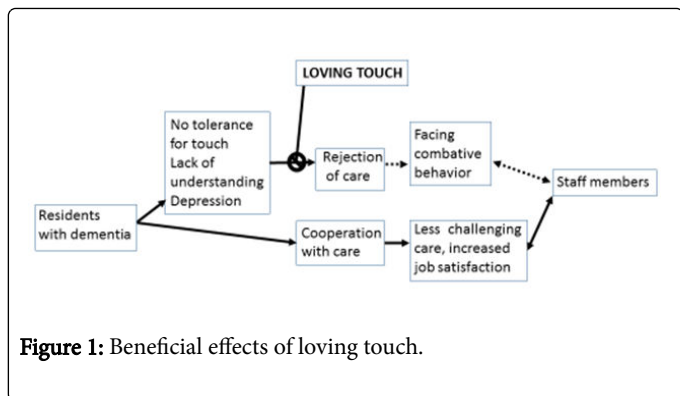 LOVING TOUCH
No tolerance
for touch
Lack of
understanding
Depression
Rejection
of care
Facing
combative
behavior
Staff members
Residents
with dementia
Cooperation
with care
Less challenging
care, increased
job satisfaction
Figure 1: Beneficial effects of loving touch.